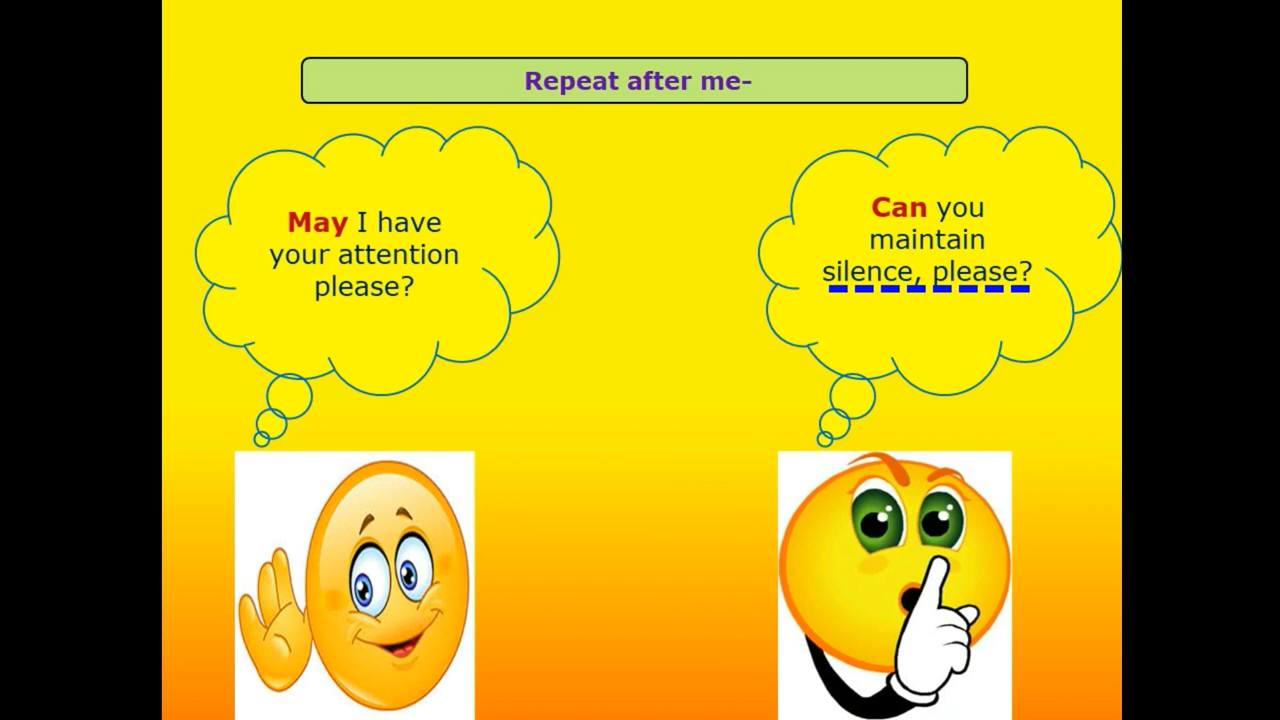 Repeat after me-
May I have
your attention
please?
Can you
maintain
silence, please?